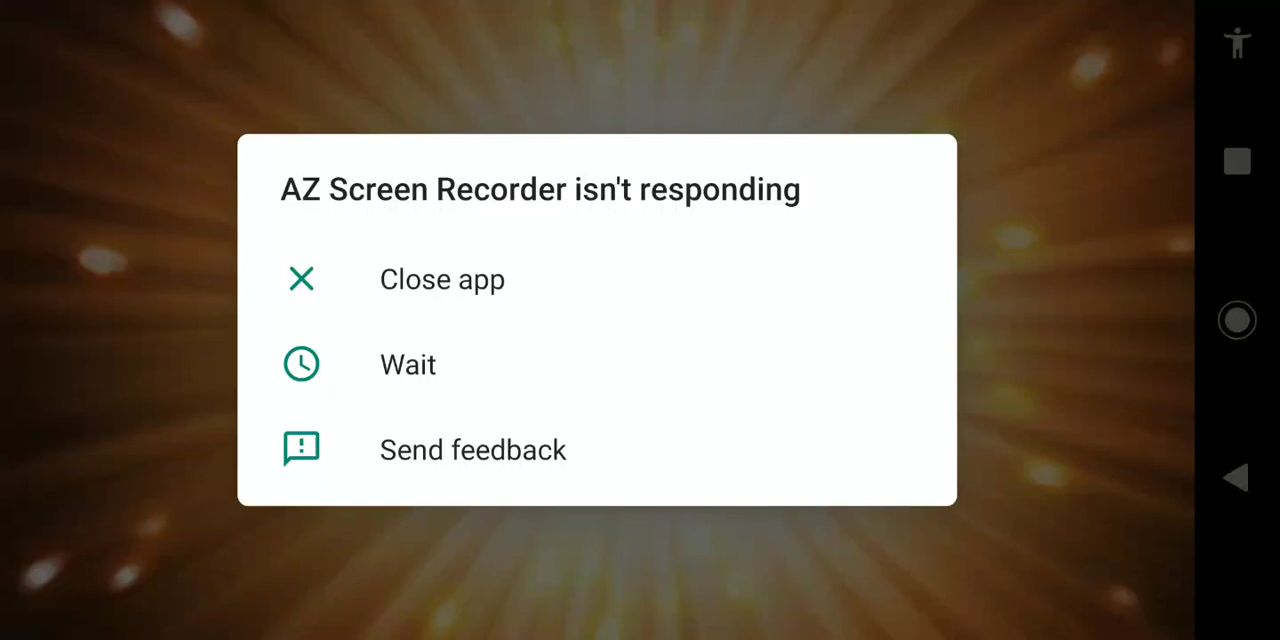 AZ Screen Recorder isn't responding
Close app
Wait
Send feedback